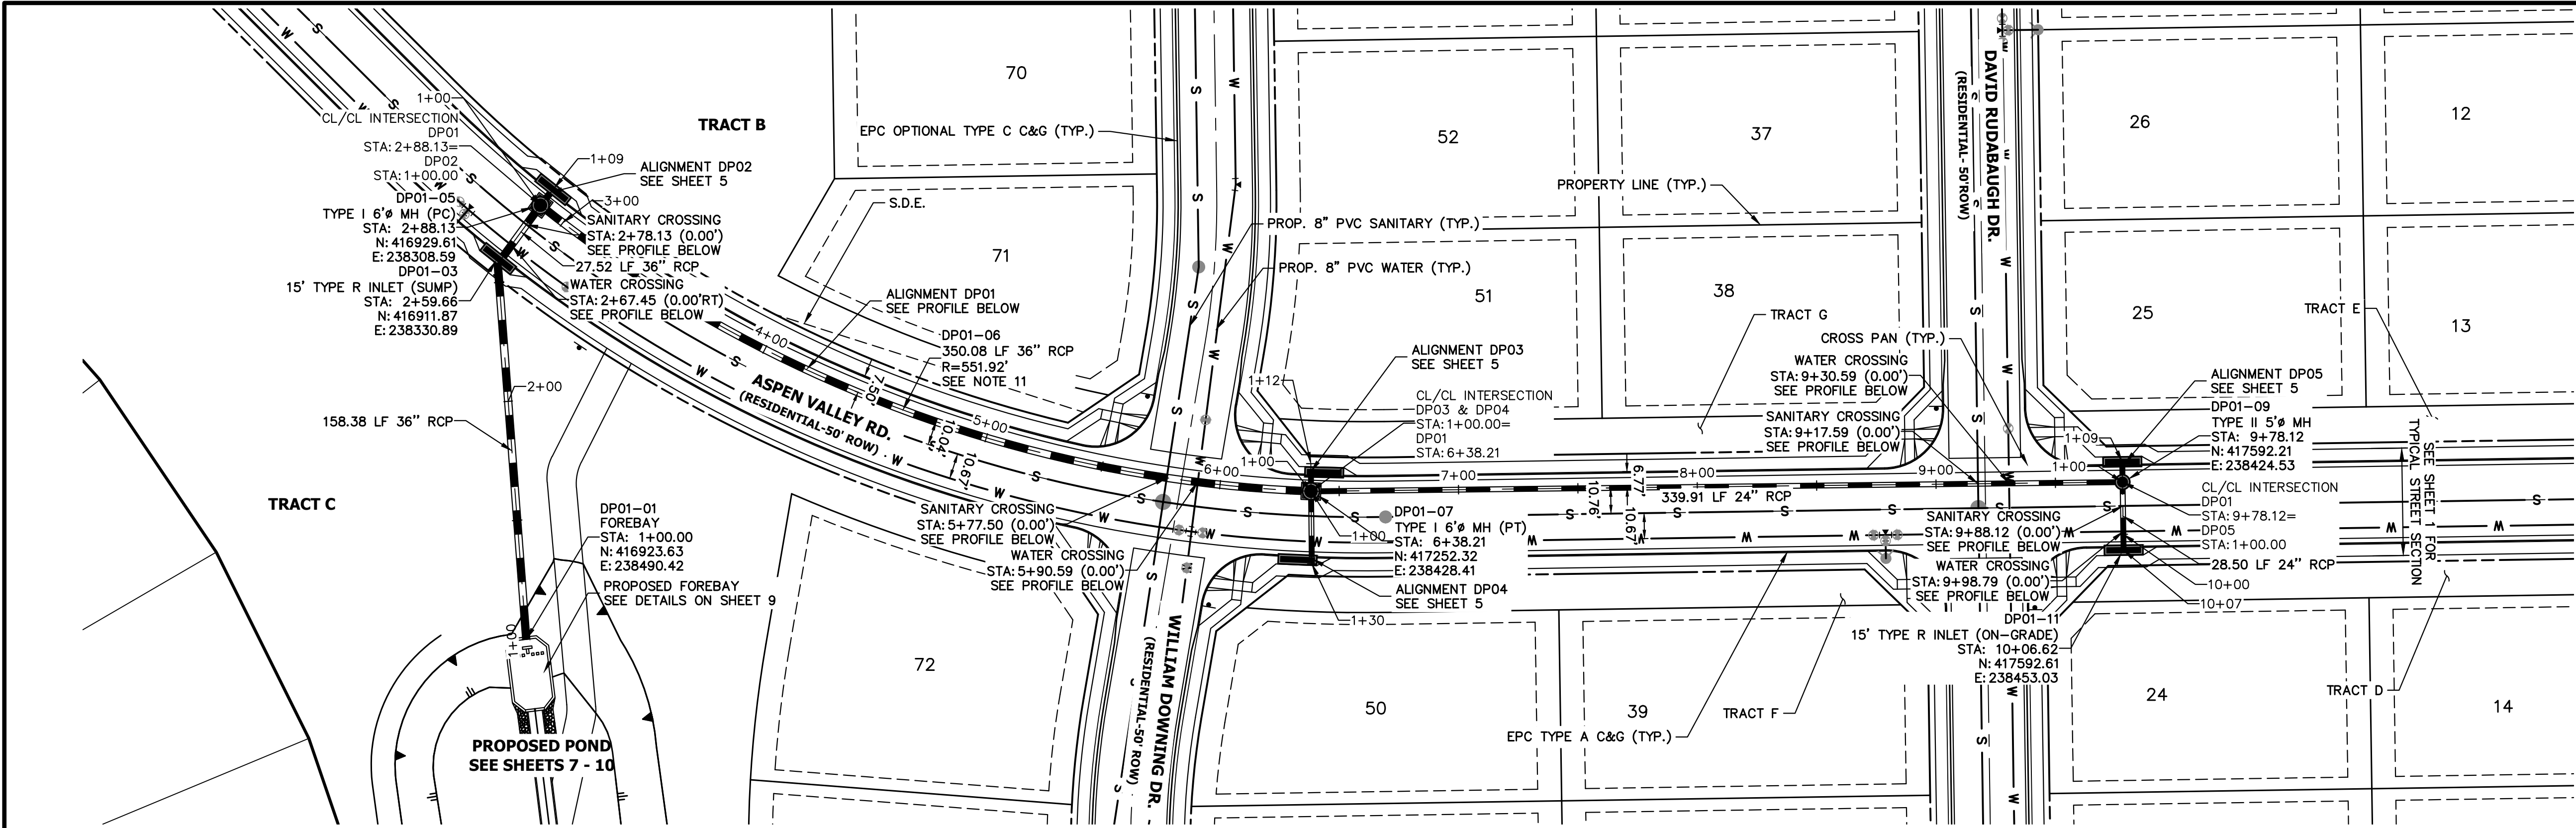 1+00
CL/CL INTERSECTION
DP01
STA: 2+88.13=
DP02
STA: 1+00.00
DP01-05
TYPE I 6'ø MH (PC)
STA: 2+88.13
N: 416929.61
E: 238308.59
DP01-03
15' TYPE R INLET (SUMP)
STA: 2+59.66
N: 416911.87
E: 238330.89
1+09
ALIGNMENT DP02
SEE SHEET 5
3+00
SANITARY CROSSING
STA: 2+78.13 (0.00')
SEE PROFILE BELOW
27.52 LF 36" RCP
WATER CROSSING
STA: 2+67.45 (0.00'RT)
SEE PROFILE BELOW
TRACT B
70
EPC OPTIONAL TYPE C C&G (TYP.)
S.D.E.
71
ALIGNMENT DP01
SEE PROFILE BELOW
DP01-06
350.08 LF 36" RCP
R=551.92'
SEE NOTE 11
4+00
7.50'
ASPEN VALLEY RD.
(RESIDENTIAL-50' ROW)
10.04'
10.67'
5+00
6+00
2+00
158.38 LF 36" RCP
TRACT C
DP01-01
FOREBAY
STA: 1+00.00
N: 416923.63
E: 238490.42
PROPOSED FOREBAY
SEE DETAILS ON SHEET 9
1+00
PROPOSED POND
SEE SHEETS 7 - 10
72
PROP. 8" PVC SANITARY (TYP.)
PROP. 8" PVC WATER (TYP.)
52
37
PROPERTY LINE (TYP.)
51
38
1+12
ALIGNMENT DP03
SEE SHEET 5
CL/CL INTERSECTION
DP03 & DP04
STA: 1+00.00=
DP01
STA: 6+38.21
1+00
7+00
8+00
9+00
6.77'
10.76'
10.67'
339.91 LF 24" RCP
SANITARY CROSSING
STA: 5+77.50 (0.00')
SEE PROFILE BELOW
WATER CROSSING
STA: 5+90.59 (0.00')
SEE PROFILE BELOW
1+00
DP01-07
TYPE I 6'ø MH (PT)
STA: 6+38.21
N: 417252.32
E: 238428.41
ALIGNMENT DP04
SEE SHEET 5
1+30
WILLIAM DOWNING DR.
(RESIDENTIAL-50' ROW)
50
39
TRACT F
EPC TYPE A C&G (TYP.)
TRACT G
CROSS PAN (TYP.)
WATER CROSSING
STA: 9+30.59 (0.00')
SEE PROFILE BELOW
SANITARY CROSSING
STA: 9+17.59 (0.00')
SEE PROFILE BELOW
DAVID RUDABAUGH DR.
(RESIDENTIAL-50'ROW)
26
12
25
13
TRACT E
1+09
1+00
ALIGNMENT DP05
SEE SHEET 5
DP01-09
TYPE II 5'ø MH
STA: 9+78.12
N: 417592.21
E: 238424.53
CL/CL INTERSECTION
DP01
STA: 9+78.12=
DP05
STA: 1+00.00
28.50 LF 24" RCP
10+00
10+07
SEE SHEET 1 FOR
TYPICAL STREET SECTION
SANITARY CROSSING
STA: 9+88.12 (0.00')
SEE PROFILE BELOW
WATER CROSSING
STA: 9+98.79 (0.00')
SEE PROFILE BELOW
DP01-11
15' TYPE R INLET (ON-GRADE)
STA: 10+06.62
N: 417592.61
E: 238453.03
24
TRACT D
14